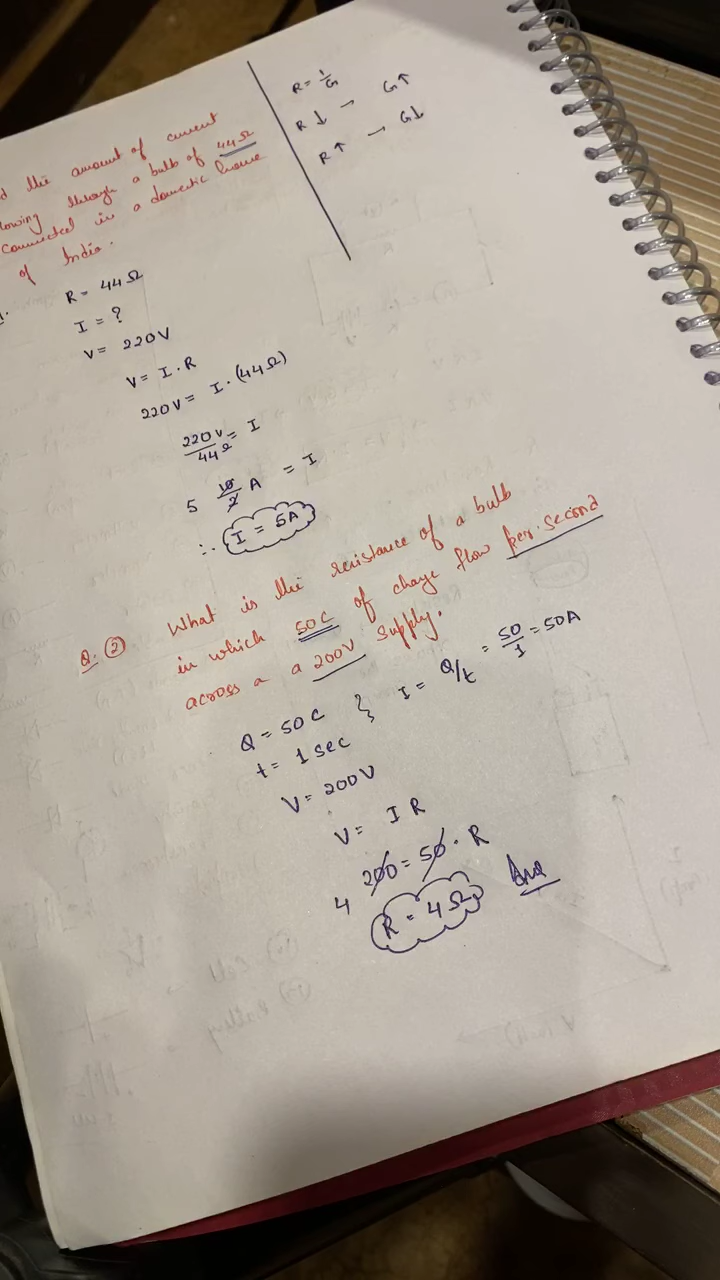 the amount of current
through a bulb of 44Ω
connected in a domestic house
of India.
R = 1/G
R ↓ → G↑
R ↑ → G↓
R = 44Ω
I = ?
V = 220V
V = I · R
220V = I · (44Ω)
220V/44Ω = I
5 10/2 A = I
∴ I = 5A
Q. ② What is the resistance of a bulb
in which 50C of charge flow per second
across a a 200V supply.
Q = 50C } I = Q/t = 50/1 = 50A
t = 1 sec
V = 200V
V = I R
4 200 = 50 · R
R = 4Ω Ans